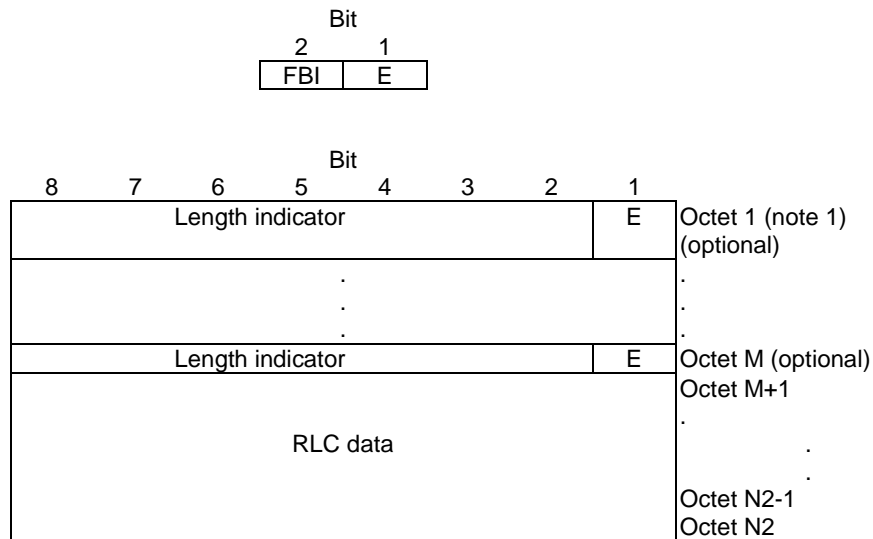 Bit
2 1
FBI E
Bit
8 7 6 5 4 3 2 1
Length indicator E Octet 1 (note 1)
(optional)
. .
. .
. .
Length indicator E Octet M (optional)
Octet M+1
.
RLC data .
.
Octet N2-1
Octet N2